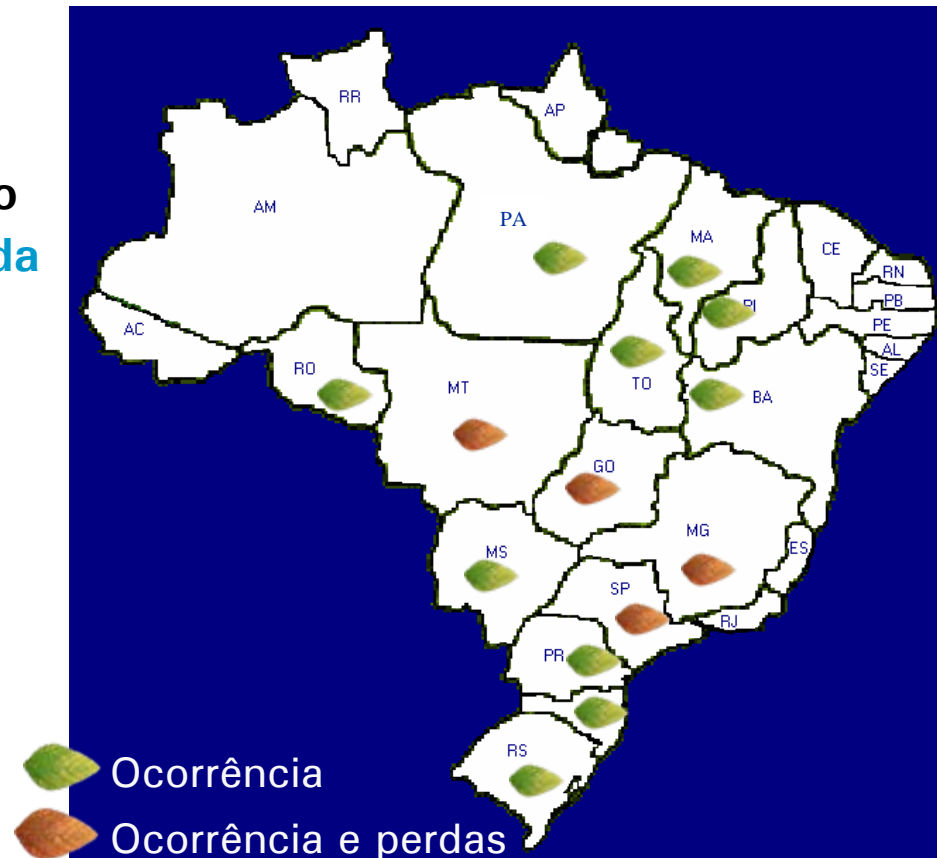 RR
AP
o
da
AM
PA
MA
CE
RN
PB
PI
PE
AC
AL
SE
RO
MT
TO
BA
GO
MG
MS
ES
SP
RJ
PR
RS
Ocorrência
Ocorrência e perdas